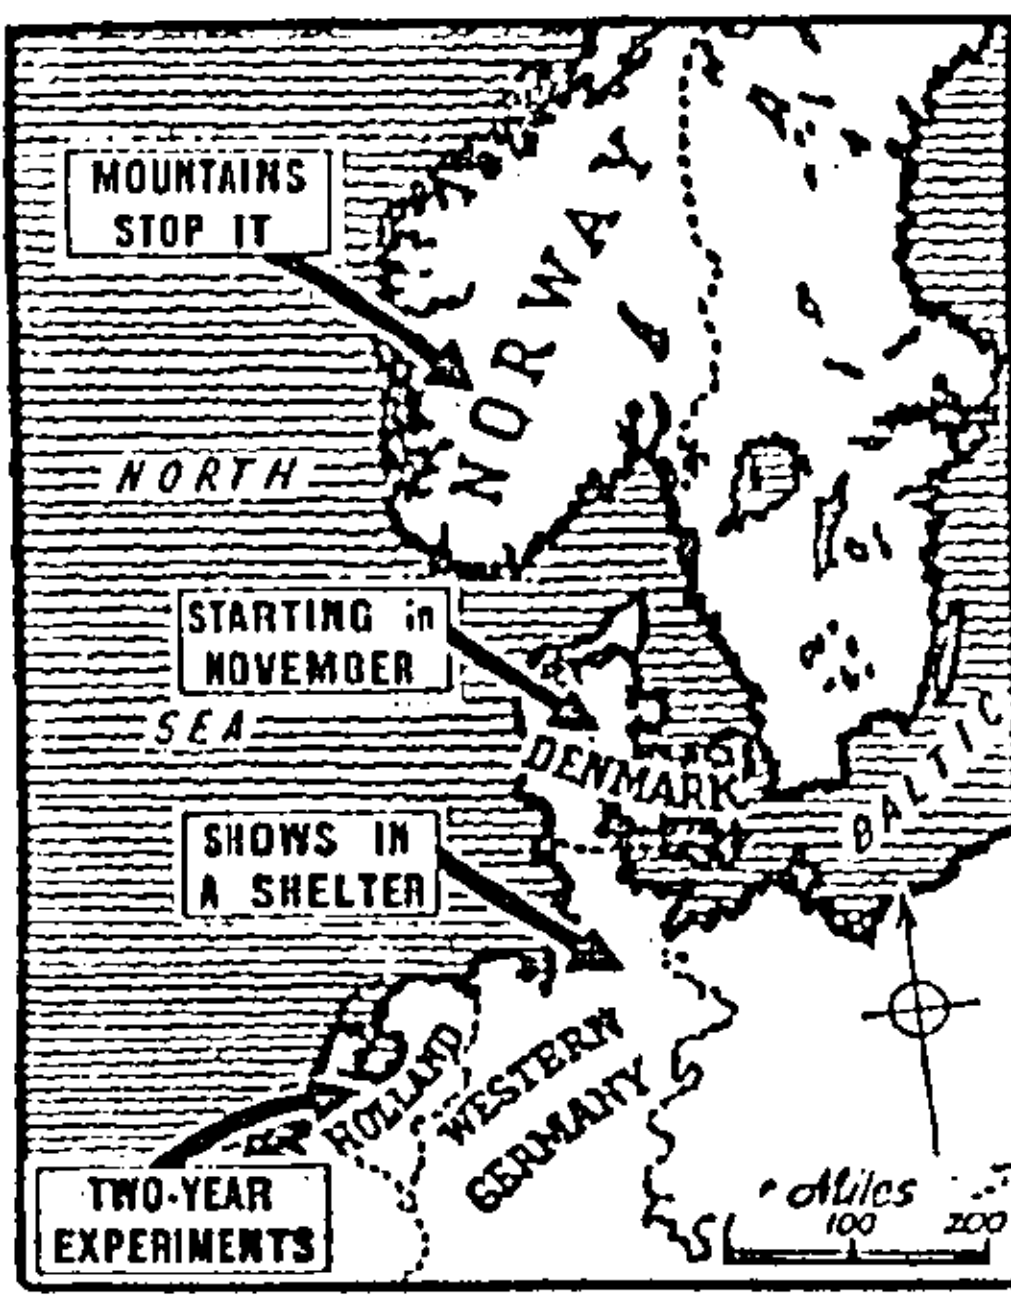 MOUNTAINS
STOP IT
NORWAY
NORTH
STARTING in
NOVEMBER
SEA
DENMARK
BALTIC
SHOWS IN
A SHELTER
HOLLAND
WESTERN
GERMANY
TWO-YEAR
EXPERIMENTS
Miles
100 200